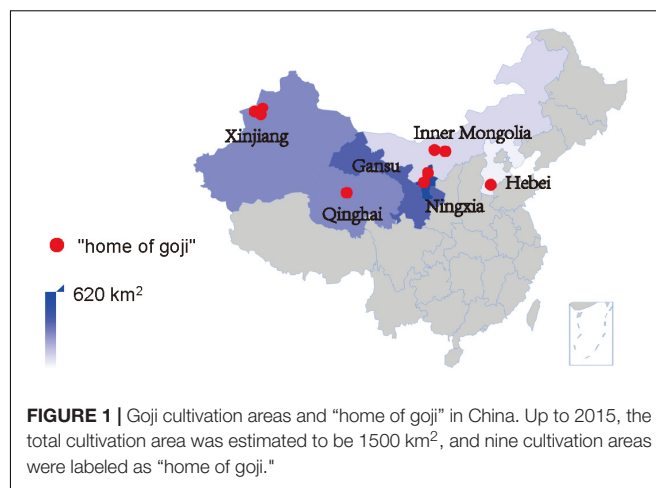 Xinjiang
Inner Mongolia
Gansu
Hebei
Ningxia
Qinghai
"home of goji"
620 km²
FIGURE 1 | Goji cultivation areas and “home of goji” in China. Up to 2015, the
total cultivation area was estimated to be 1500 km², and nine cultivation areas
were labeled as “home of goji."